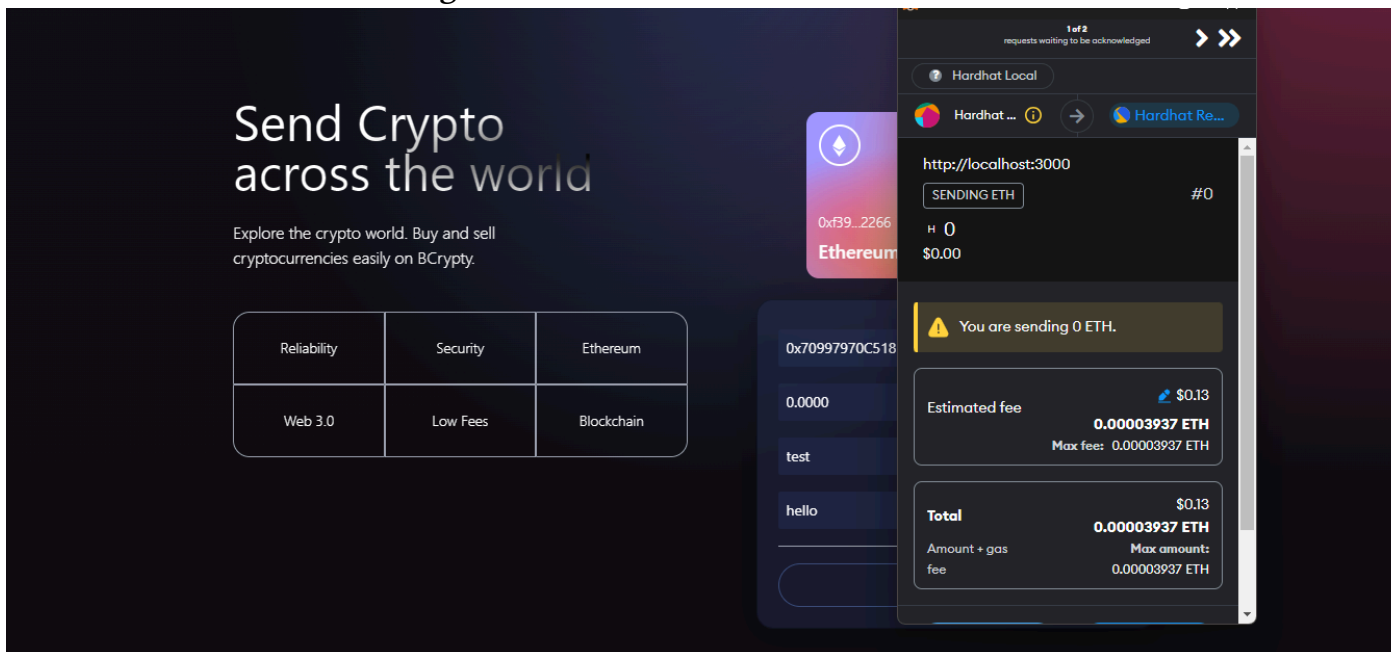 Send Crypto
across the world
Explore the crypto world. Buy and sell
cryptocurrencies easily on BCrypty.
Reliability
Security
Ethereum
Web 3.0
Low Fees
Blockchain
0xf39...2266
Ethereum
0x70997970C518
0.0000
test
hello
1 of 2
requests waiting to be acknowledged
Hardhat Local
Hardhat ...
Hardhat Re...
http://localhost:3000
SENDING ETH
#0
H 0
$0.00
You are sending 0 ETH.
Estimated fee
$0.13
0.00003937 ETH
Max fee: 0.00003937 ETH
Total
$0.13
0.00003937 ETH
Amount + gas
fee
Max amount:
0.00003937 ETH